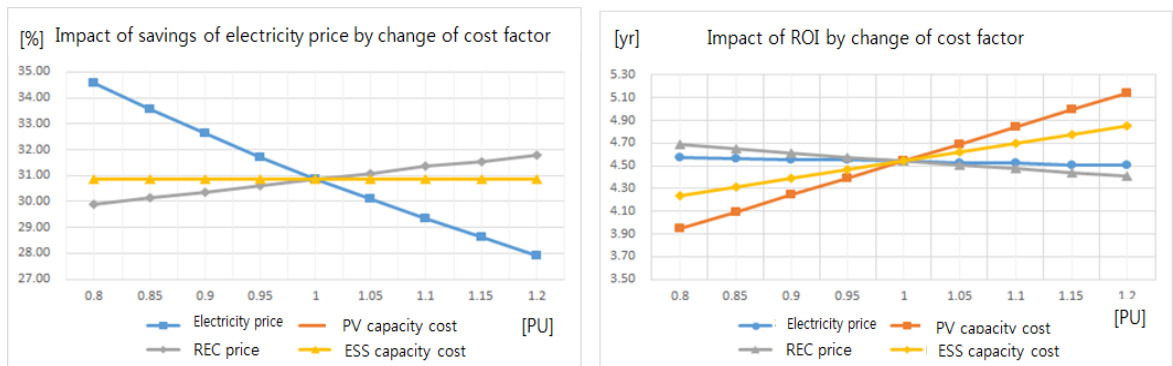 [%] Impact of savings of electricity price by change of cost factor
35.00
34.00
33.00
32.00
31.00
30.00
29.00
28.00
27.00
0.8 0.85 0.9 0.95 1 1.05 1.1 1.15 1.2
Electricity price PV capacity cost [PU]
REC price ESS capacity cost
[yr] Impact of ROI by change of cost factor
5.30
5.10
4.90
4.70
4.50
4.30
4.10
3.90
3.70
3.50
0.8 0.85 0.9 0.95 1 1.05 1.1 1.15 1.2
Electricity price PV capacity cost [PU]
REC price ESS capacity cost